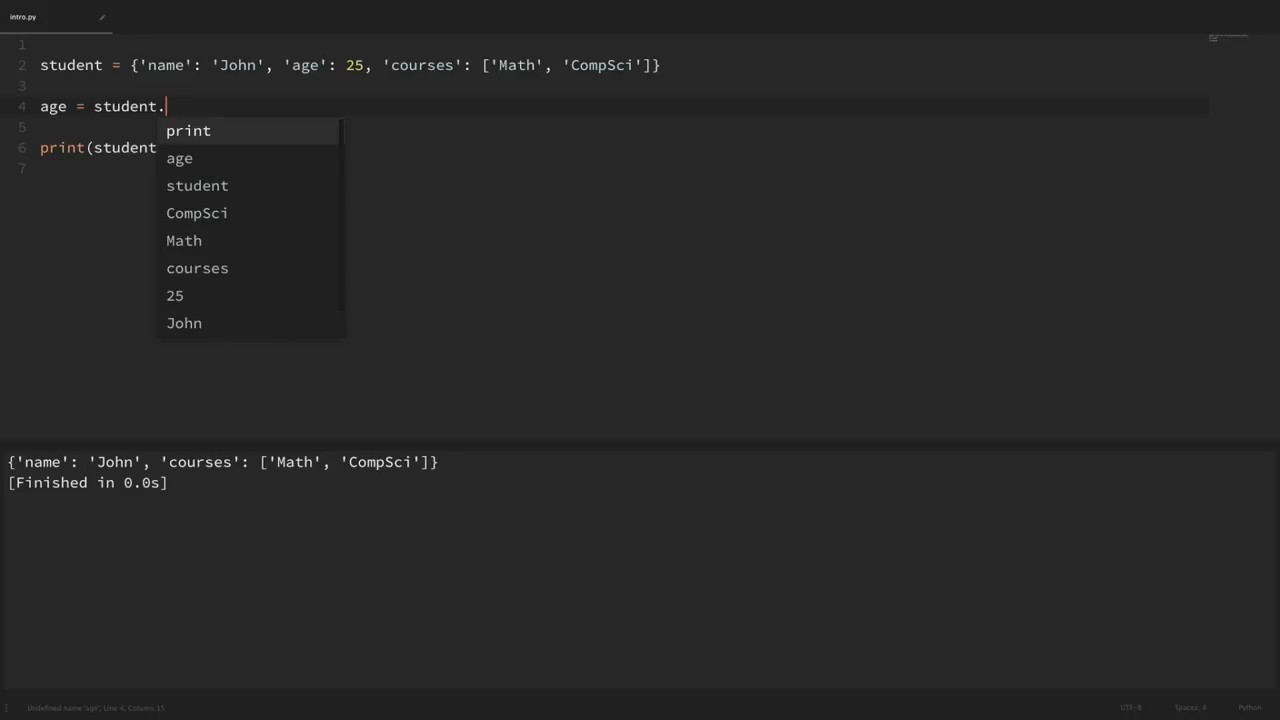 intro.py
1
2 student = {'name': 'John', 'age': 25, 'courses': ['Math', 'CompSci']}
3
4 age = student.
5
6 print(student
7
print
age
student
CompSci
Math
courses
25
John
{'name': 'John', 'courses': ['Math', 'CompSci']}
[Finished in 0.0s]
Undefined name 'age', Line 4, Column 15
UTF-8
Spaces: 4
Python